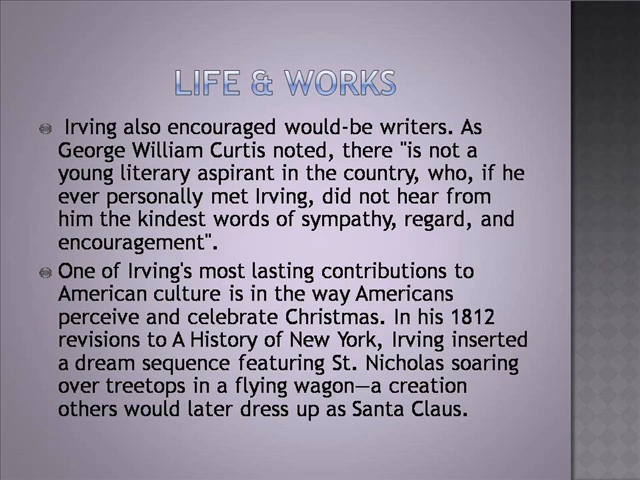 LIFE & WORKS
Irving also encouraged would-be writers. As
George William Curtis noted, there "is not a
young literary aspirant in the country, who, if he
ever personally met Irving, did not hear from
him the kindest words of sympathy, regard, and
encouragement".
One of Irving's most lasting contributions to
American culture is in the way Americans
perceive and celebrate Christmas. In his 1812
revisions to A History of New York, Irving inserted
a dream sequence featuring St. Nicholas soaring
over treetops in a flying wagon—a creation
others would later dress up as Santa Claus.